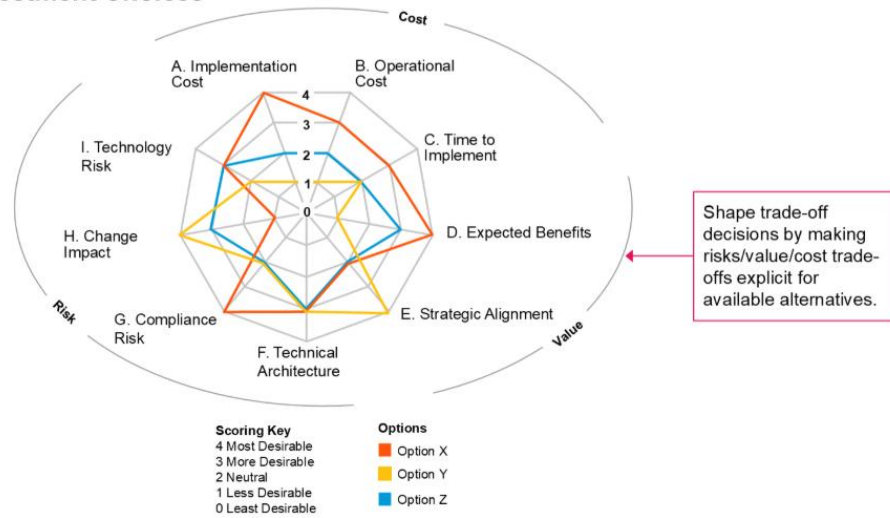 Cost
A. Implementation
Cost
B. Operational
Cost
4
3
2
1
0
I. Technology
Risk
C. Time to
Implement
H. Change
Impact
D. Expected Benefits
G. Compliance
Risk
E. Strategic Alignment
F. Technical
Architecture
Risk
Value
Shape trade-off
decisions by making
risks/value/cost trade-
offs explicit for
available alternatives.
Scoring Key
4 Most Desirable
3 More Desirable
2 Neutral
1 Less Desirable
0 Least Desirable
Options
Option X
Option Y
Option Z